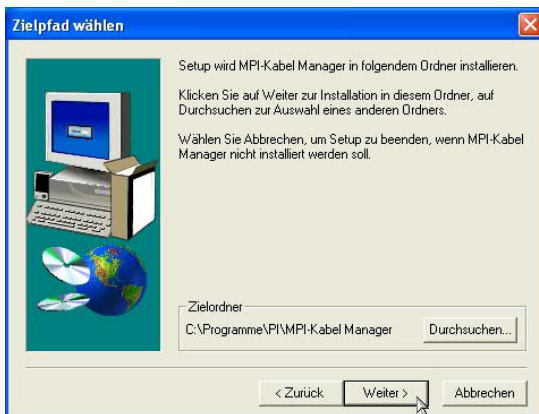 Zielpfad wählen
Setup wird MPI-Kabel Manager in folgendem Ordner installieren.
Klicken Sie auf Weiter zur Installation in diesem Ordner, auf
Durchsuchen zur Auswahl eines anderen Ordners.
Wählen Sie Abbrechen, um Setup zu beenden, wenn MPI-Kabel
Manager nicht installiert werden soll.
Zielordner
C:\Programme\PI\MPI-Kabel Manager
Durchsuchen...
< Zurück
Weiter >
Abbrechen